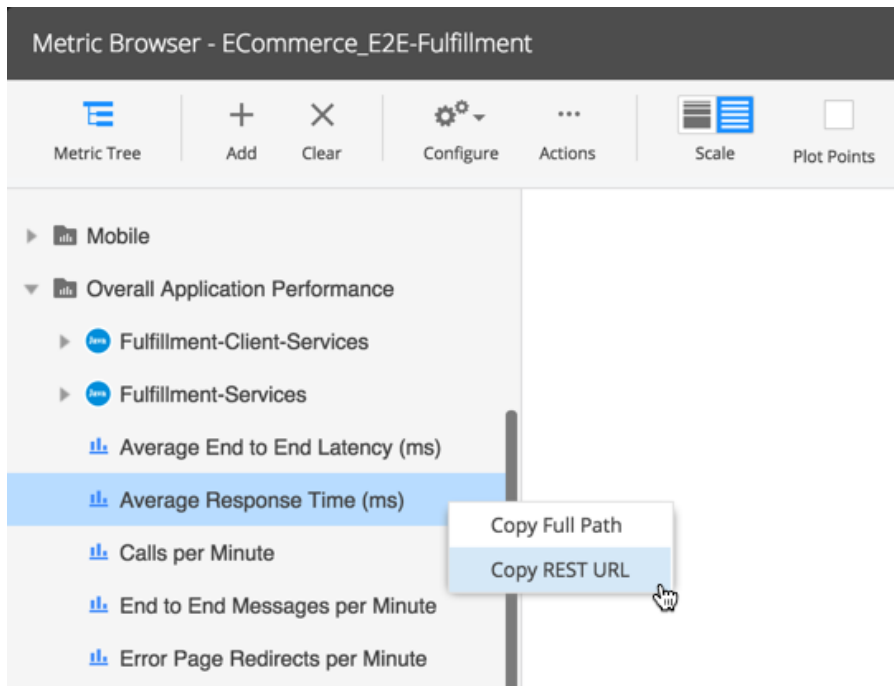 Metric Browser - ECommerce_E2E-Fulfillment
Metric Tree
Add
Clear
Configure
Actions
Scale
Plot Points
Mobile
Overall Application Performance
Java Fulfillment-Client-Services
Java Fulfillment-Services
Average End to End Latency (ms)
Average Response Time (ms)
Copy Full Path
Calls per Minute
Copy REST URL
End to End Messages per Minute
Error Page Redirects per Minute